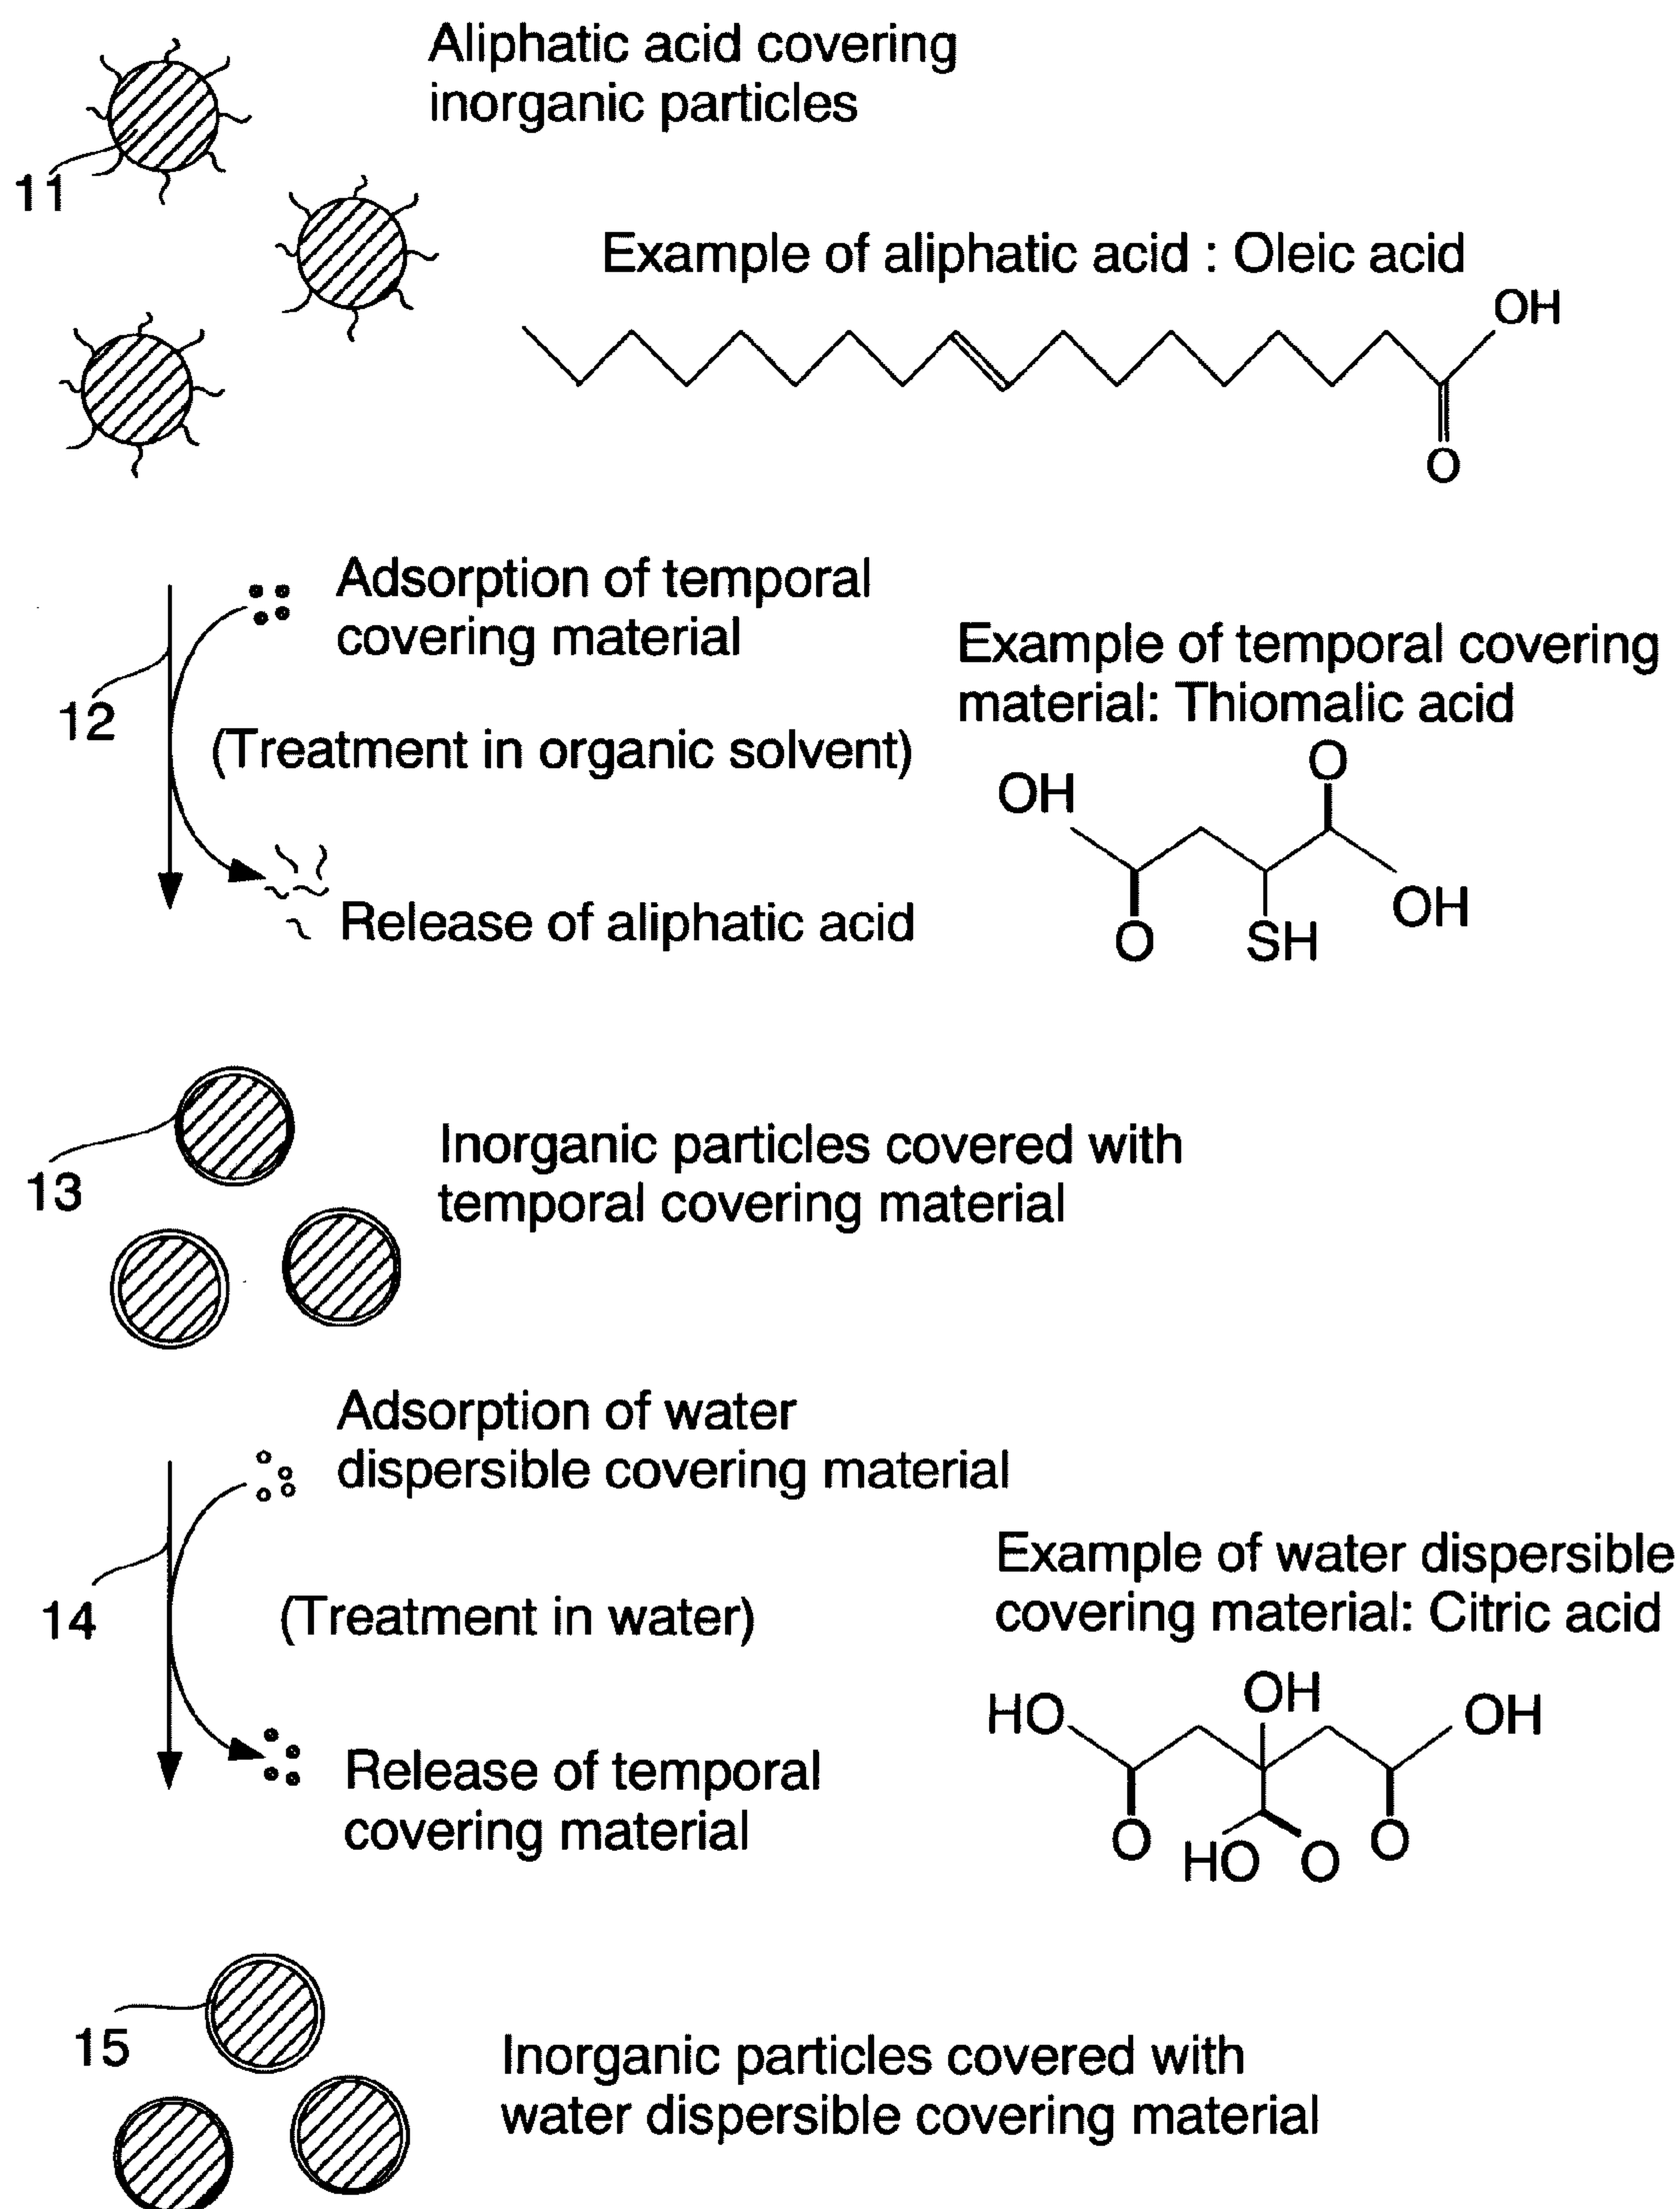 Aliphatic acid covering
inorganic particles
11
Example of aliphatic acid : Oleic acid
OH
O
Adsorption of temporal
covering material
12
(Treatment in organic solvent)
Release of aliphatic acid
Example of temporal covering
material: Thiomalic acid
O
OH
OH
O
SH
13
Inorganic particles covered with
temporal covering material
Adsorption of water
dispersible covering material
14
(Treatment in water)
Release of temporal
covering material
Example of water dispersible
covering material: Citric acid
HO
OH
OH
O
HO
O
O
15
Inorganic particles covered with
water dispersible covering material